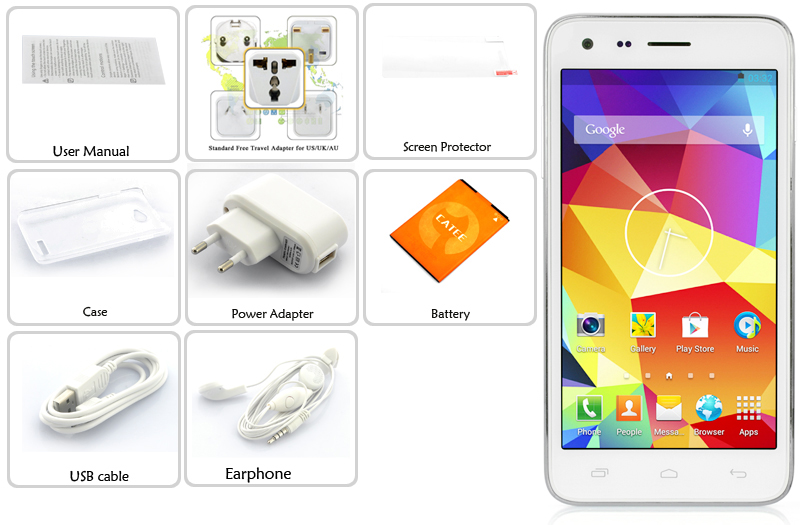 User Manual
Standard Free Travel Adapter for US/UK/AU
Screen Protector
Case
Power Adapter
CATEE
Battery
USB cable
Earphone
Google
Camera
Gallery
Play Store
Music
Phone
People
Messa...
Browser
Apps